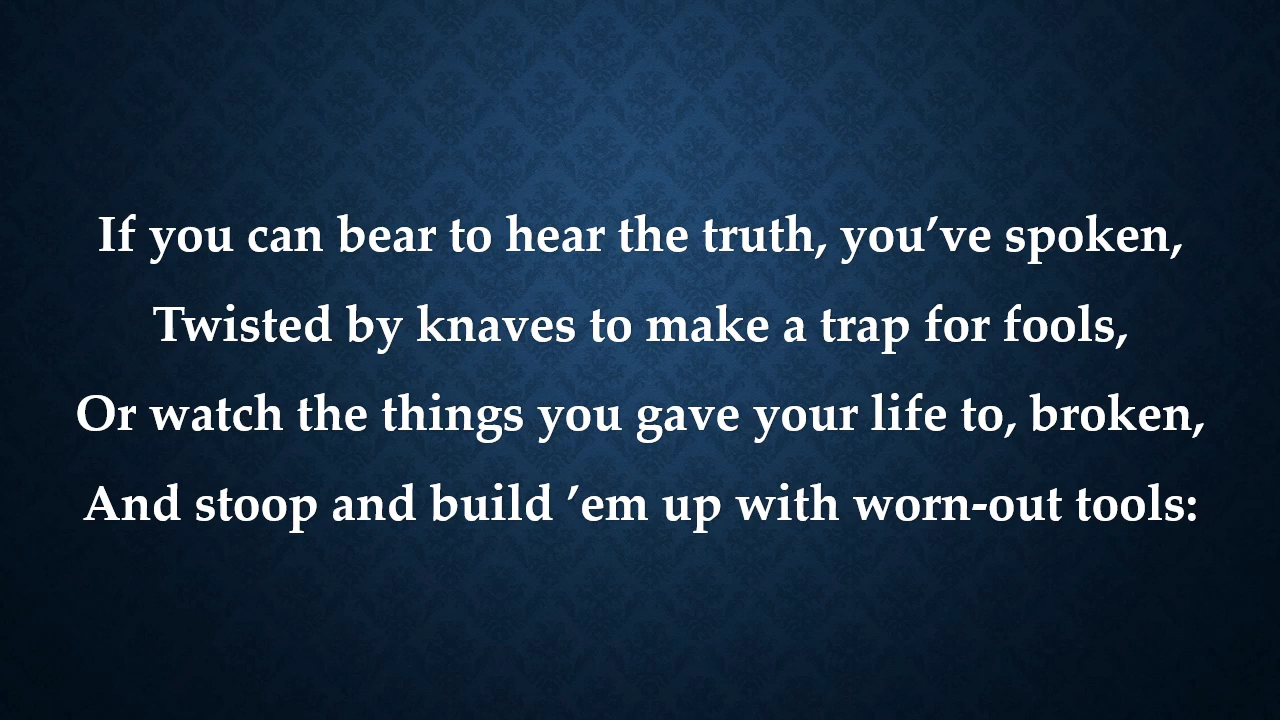 If you can bear to hear the truth, you’ve spoken,
Twisted by knaves to make a trap for fools,
Or watch the things you gave your life to, broken,
And stoop and build ’em up with worn-out tools: